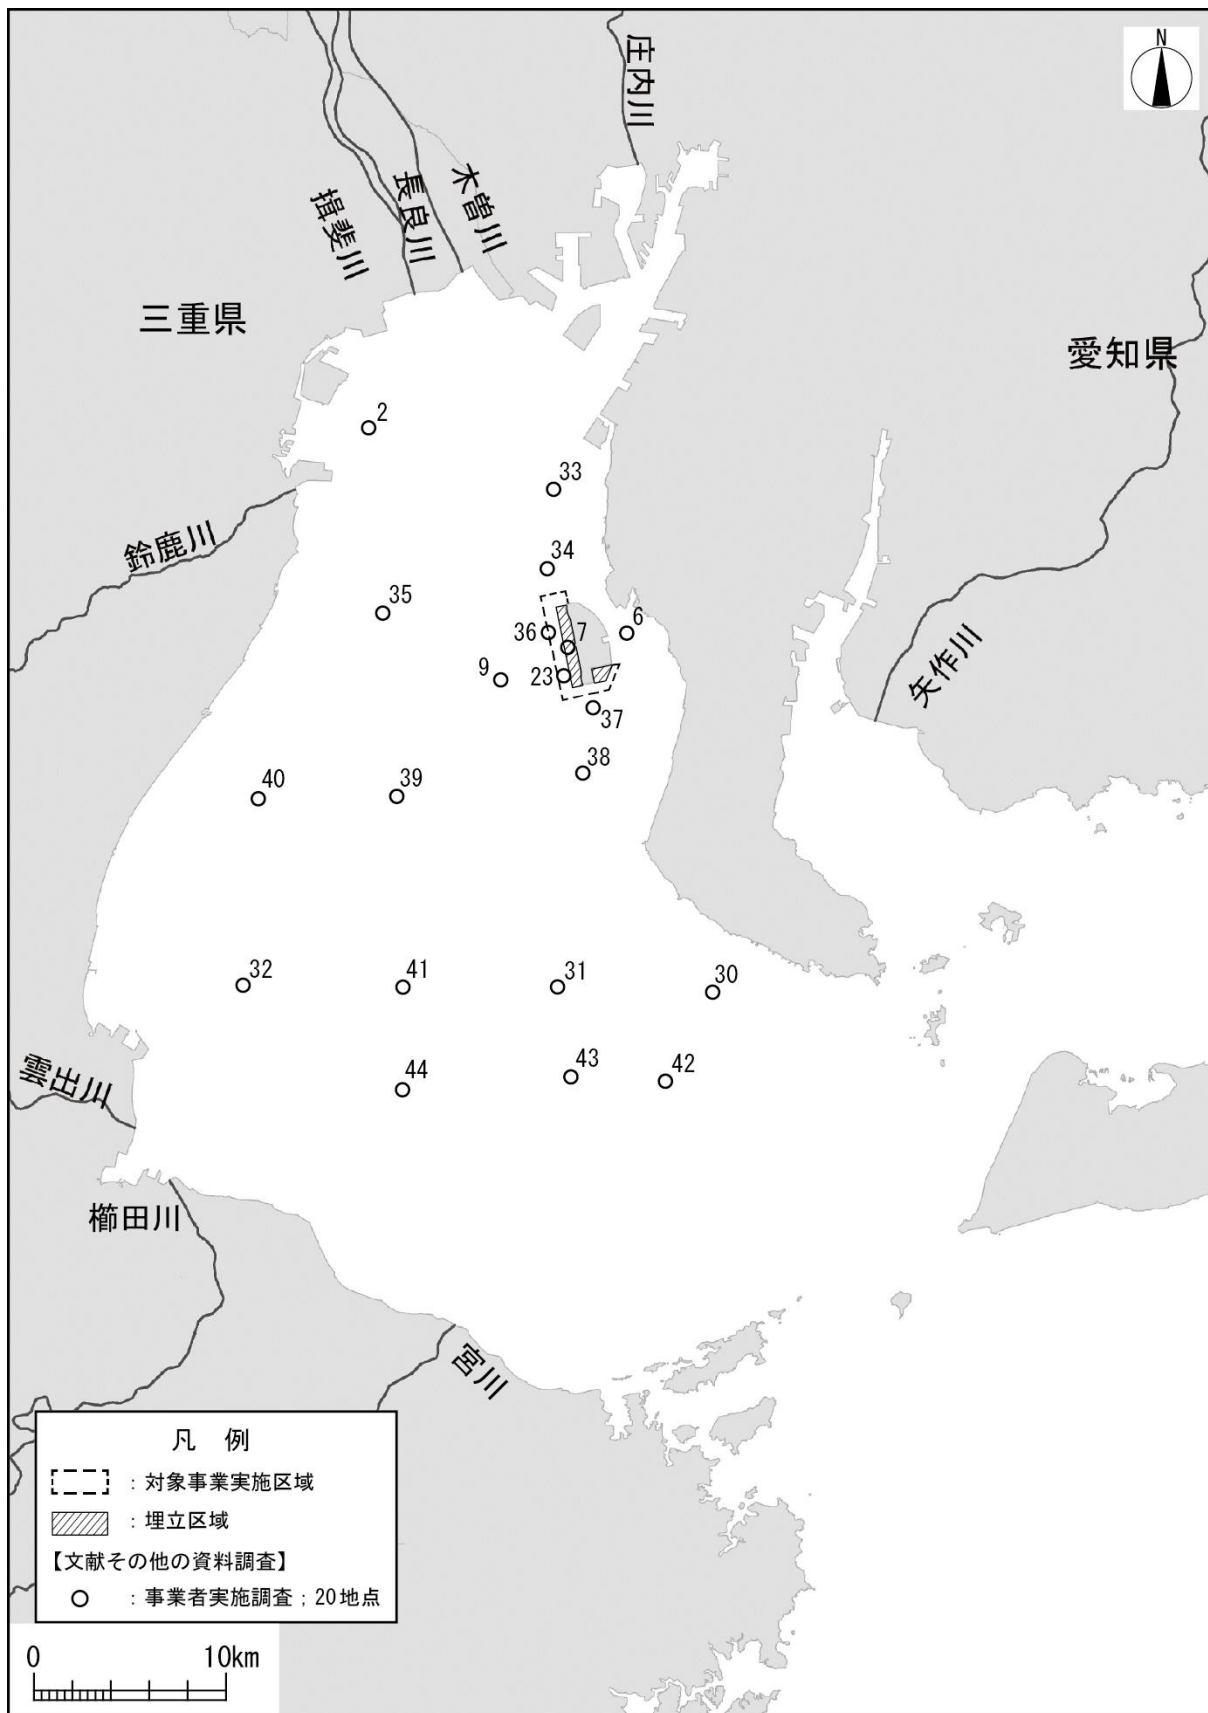 N
庄内川
木曽川
長良川
揖斐川
三重県
愛知県
2
33
鈴鹿川
34
35
36
7
6
9
23
矢作川
37
38
40
39
32
41
31
30
雲出川
44
43
42
櫛田川
宮川
凡 例
：対象事業実施区域
：埋立区域
【文献その他の資料調査】
：事業者実施調査；20地点
0 10km